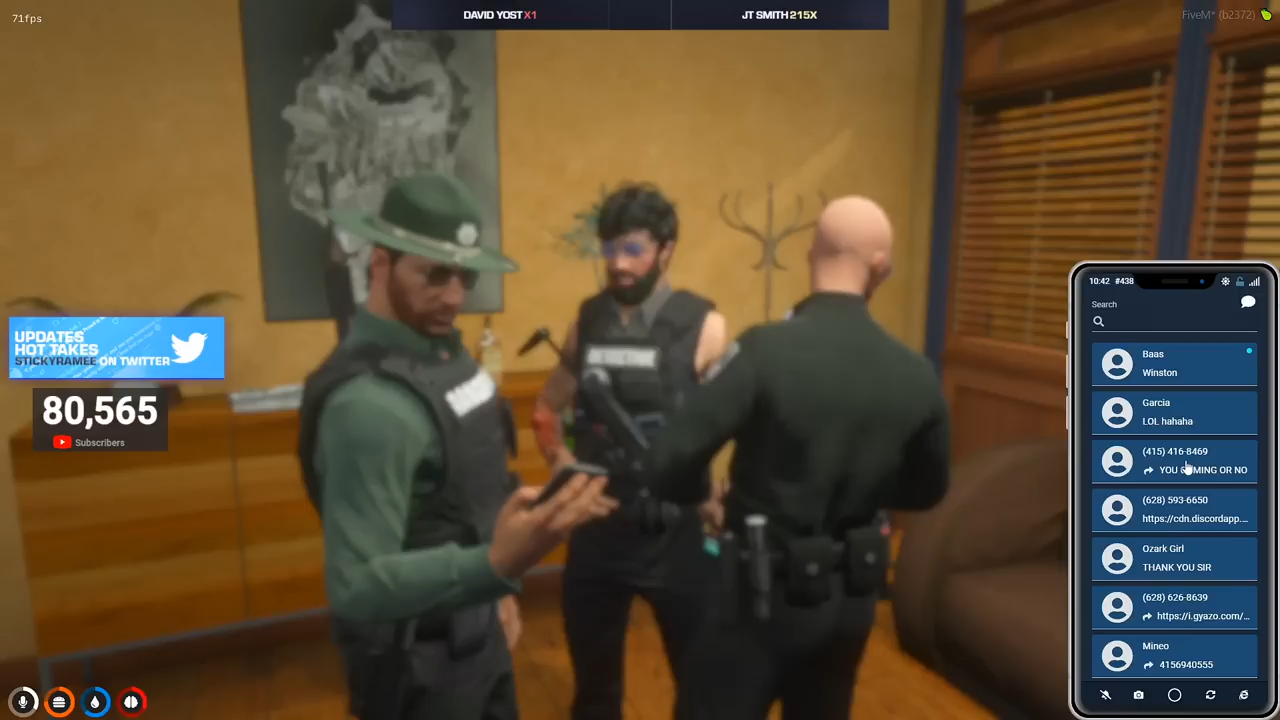 71fps
DAVID YOST X1
JT SMITH 215X
FiveM* (b2372)
UPDATES
HOT TAKES
STICKYRAMEE ON TWITTER
80,565
Subscribers
10:42 #438
Search
Baas
Winston
Garcia
LOL hahaha
(415) 416-8469
YOU COMING OR NO
(628) 593-6650
https://cdn.discordapp....
Ozark Girl
THANK YOU SIR
(628) 626-8639
https://i.gyazo.com/...
Mineo
4156940555